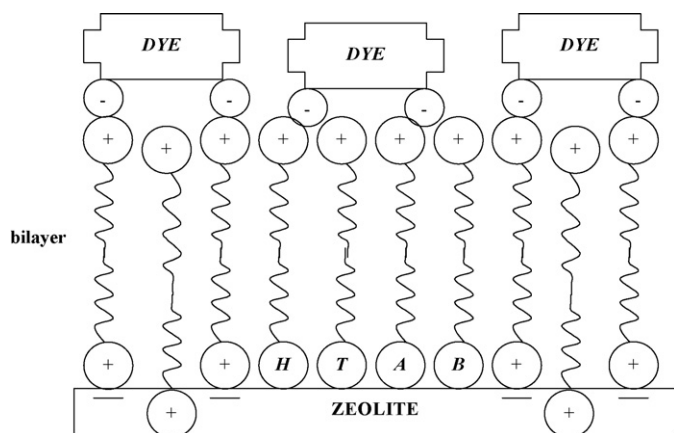 DYE DYE DYE
- - - - - -
+ + + + + + + + + +
bilayer
+ + H T A B + +
+ ZEOLITE +